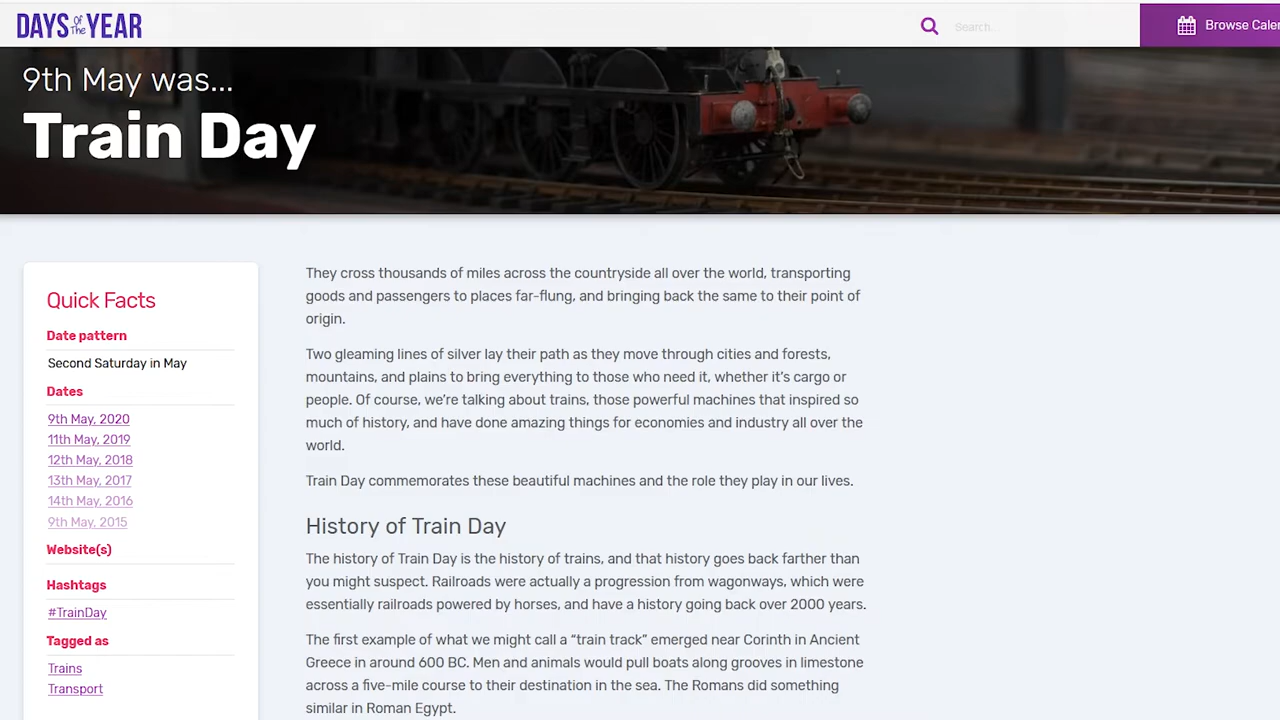 DAYS OF THE YEAR
Search...
Browse Caler
9th May was...
Train Day
Quick Facts
Date pattern
Second Saturday in May
Dates
9th May, 2020
11th May, 2019
12th May, 2018
13th May, 2017
14th May, 2016
9th May, 2015
Website(s)
Hashtags
#TrainDay
Tagged as
Trains
Transport
They cross thousands of miles across the countryside all over the world, transporting
goods and passengers to places far-flung, and bringing back the same to their point of
origin.
Two gleaming lines of silver lay their path as they move through cities and forests,
mountains, and plains to bring everything to those who need it, whether it's cargo or
people. Of course, we're talking about trains, those powerful machines that inspired so
much of history, and have done amazing things for economies and industry all over the
world.
Train Day commemorates these beautiful machines and the role they play in our lives.
History of Train Day
The history of Train Day is the history of trains, and that history goes back farther than
you might suspect. Railroads were actually a progression from wagonways, which were
essentially railroads powered by horses, and have a history going back over 2000 years.
The first example of what we might call a “train track” emerged near Corinth in Ancient
Greece in around 600 BC. Men and animals would pull boats along grooves in limestone
across a five-mile course to their destination in the sea. The Romans did something
similar in Roman Egypt.